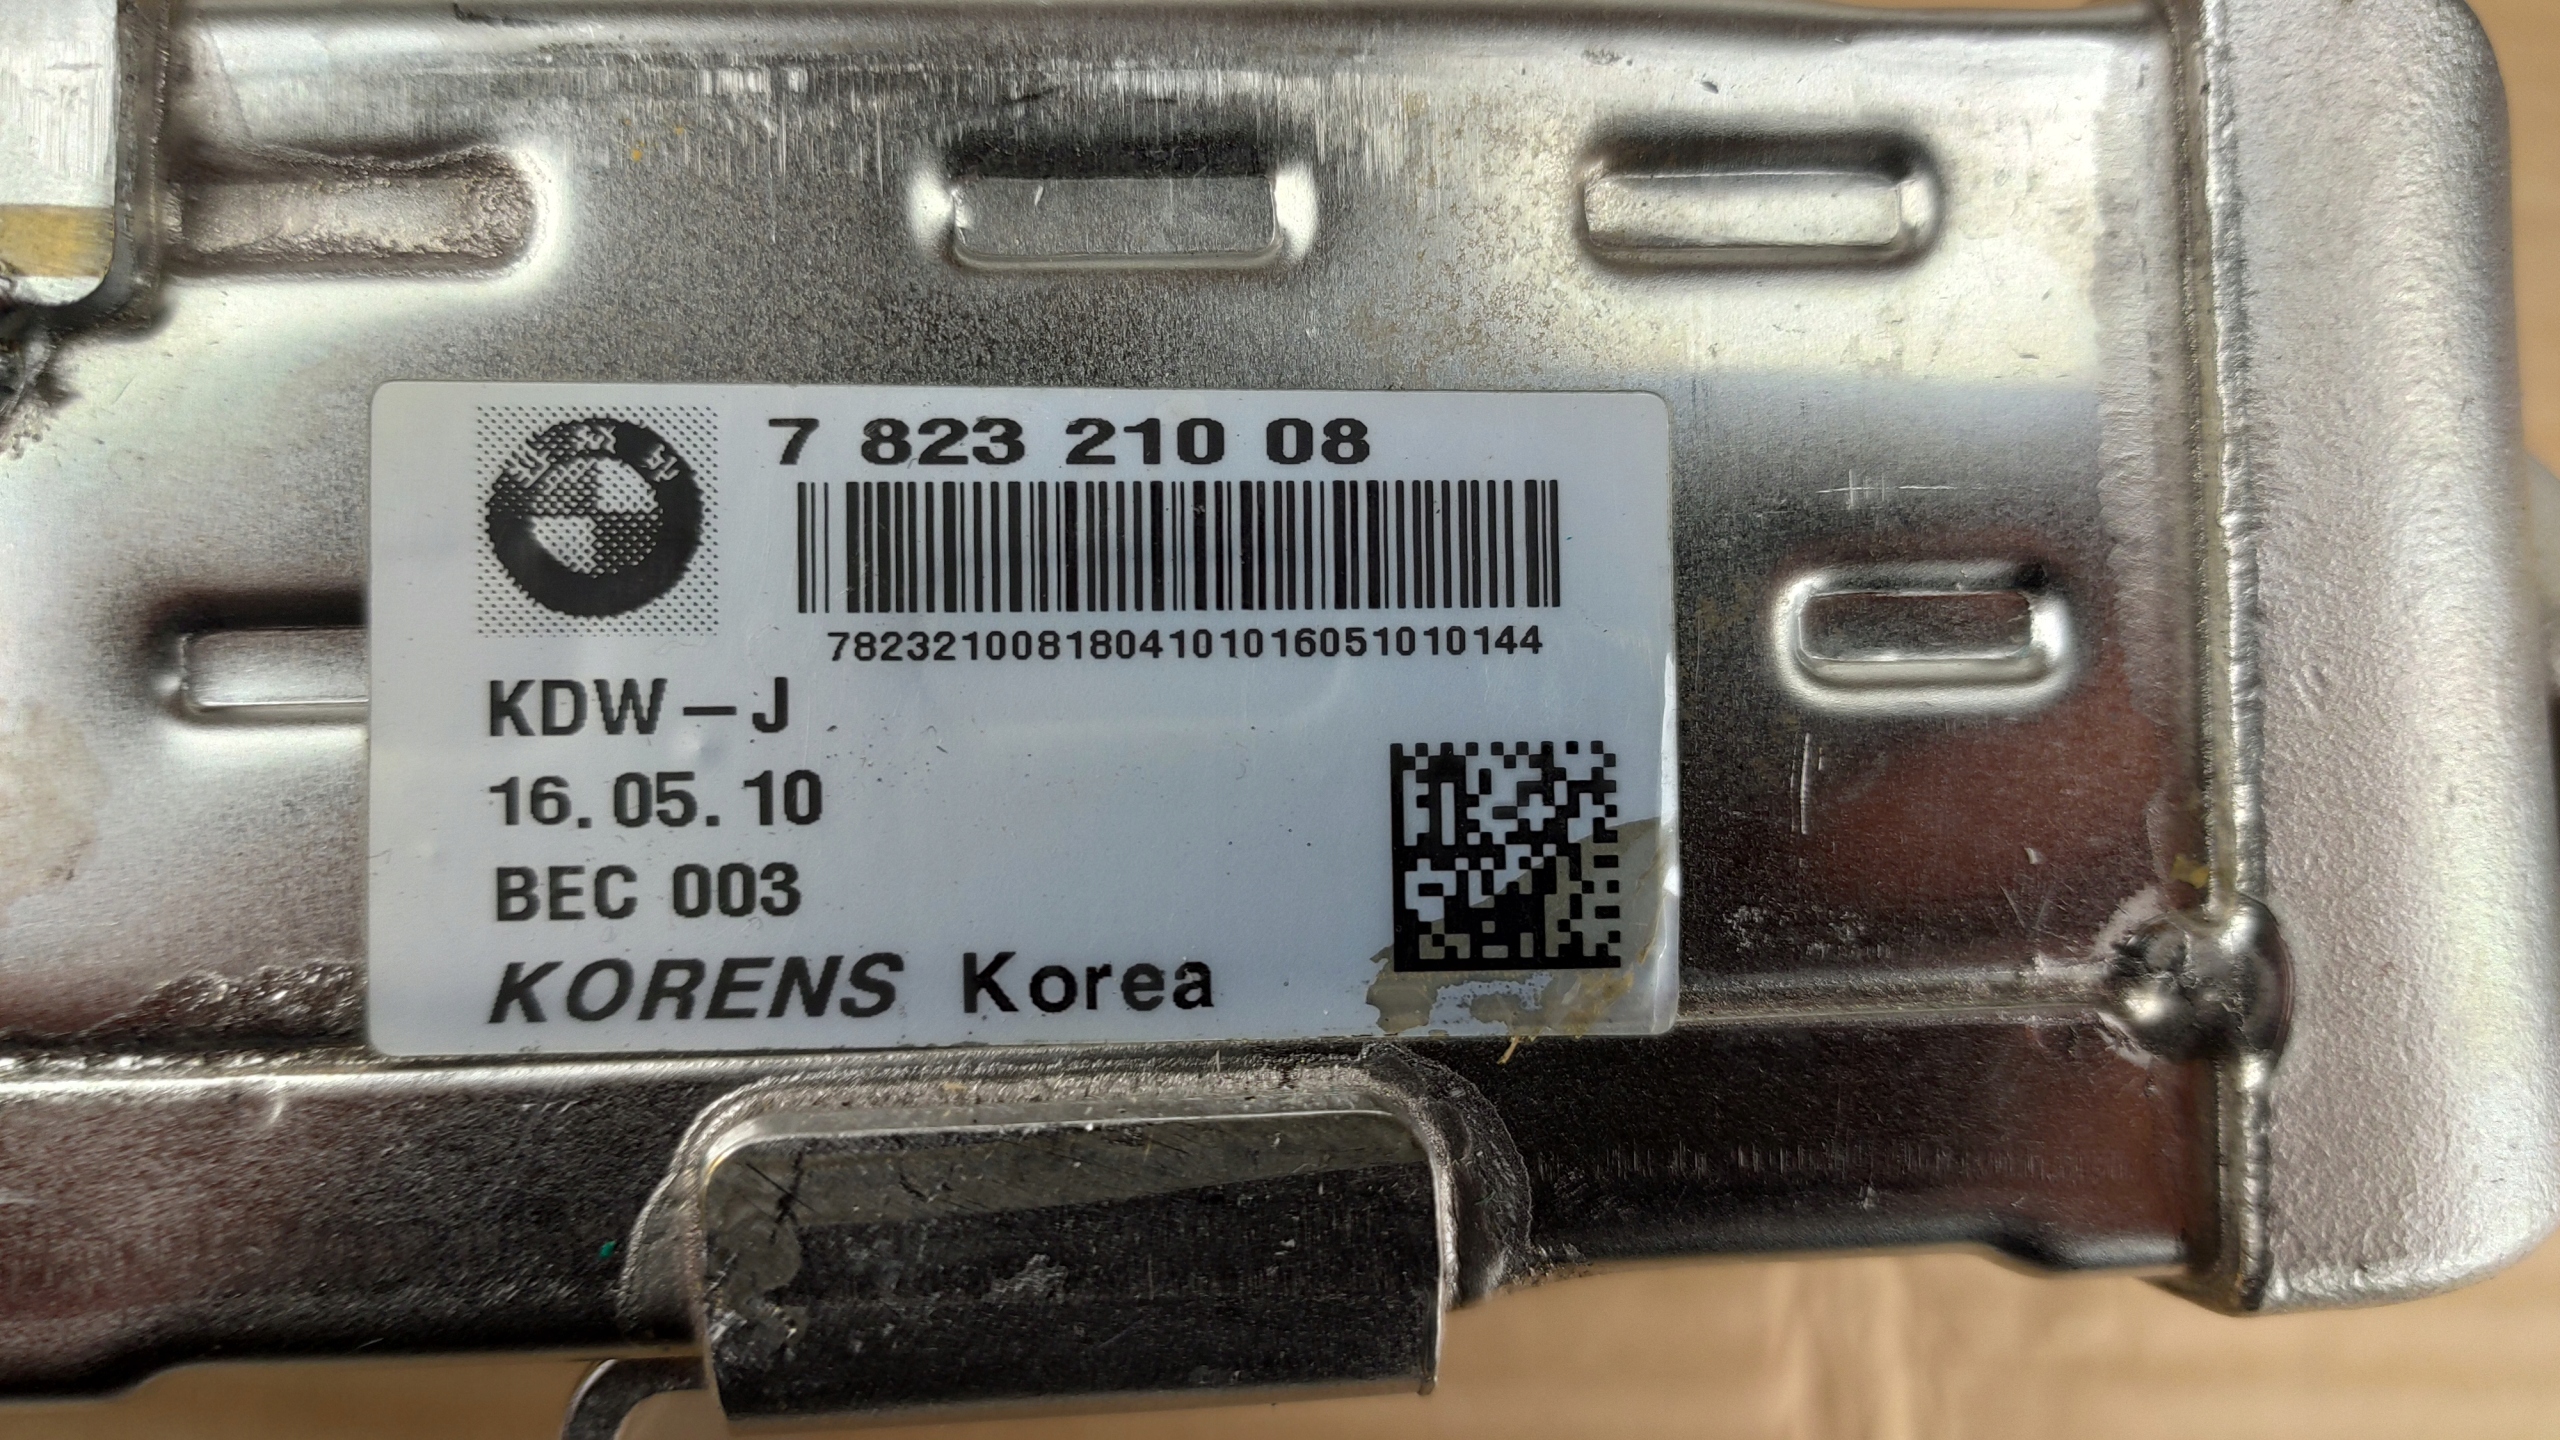 7 823 210 08
7823210081804101016051010144
KDW-J
16.05.10
BEC 003
KORENS Korea